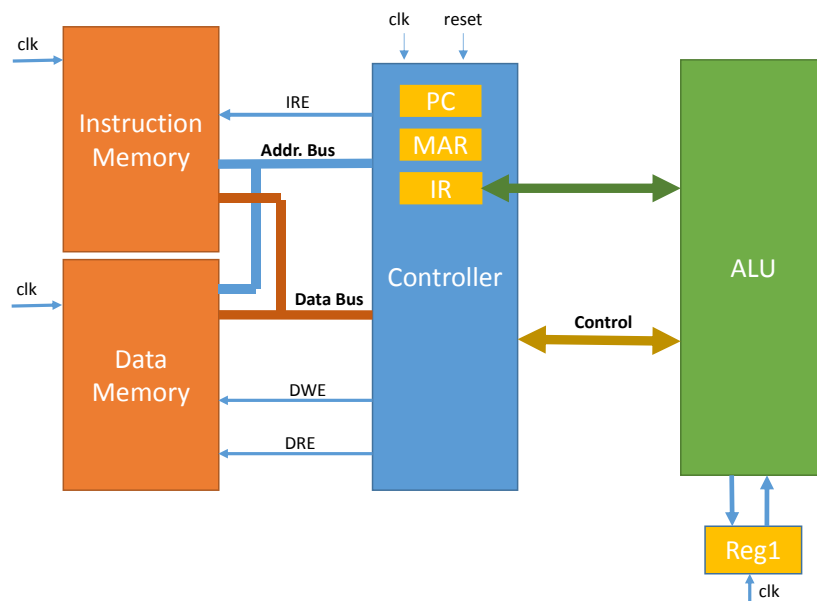 clk
reset
clk
PC
IRE
Instruction
Memory
MAR
Addr. Bus
IR
ALU
Controller
clk
Data Bus
Control
Data
Memory
DWE
DRE
Reg1
clk